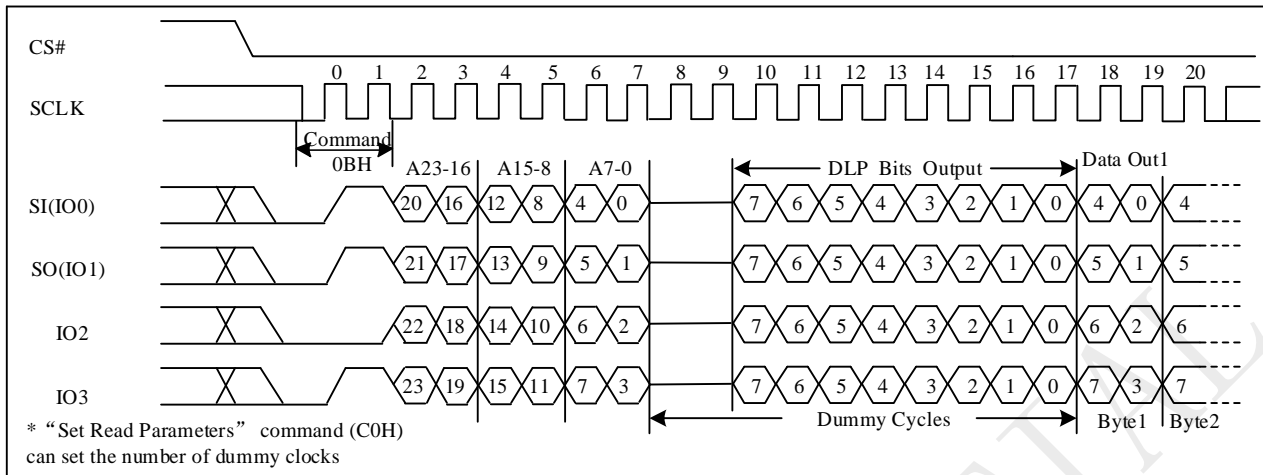 CS#
0 1 2 3 4 5 6 7 8 9 10 11 12 13 14 15 16 17 18 19 20
SCLK
Command
0BH
A23-16 A15-8 A7-0 DLP Bits Output Data Out1
SI(IO0) 20 16 12 8 4 0 7 6 5 4 3 2 1 0 4 0 4
SO(IO1) 21 17 13 9 5 1 7 6 5 4 3 2 1 0 5 1 5
IO2 22 18 14 10 6 2 7 6 5 4 3 2 1 0 6 2 6
IO3 23 19 15 11 7 3 7 6 5 4 3 2 1 0 7 3 7
Dummy Cycles Byte1 Byte2
*“Set Read Parameters” command (C0H)
can set the number of dummy clocks